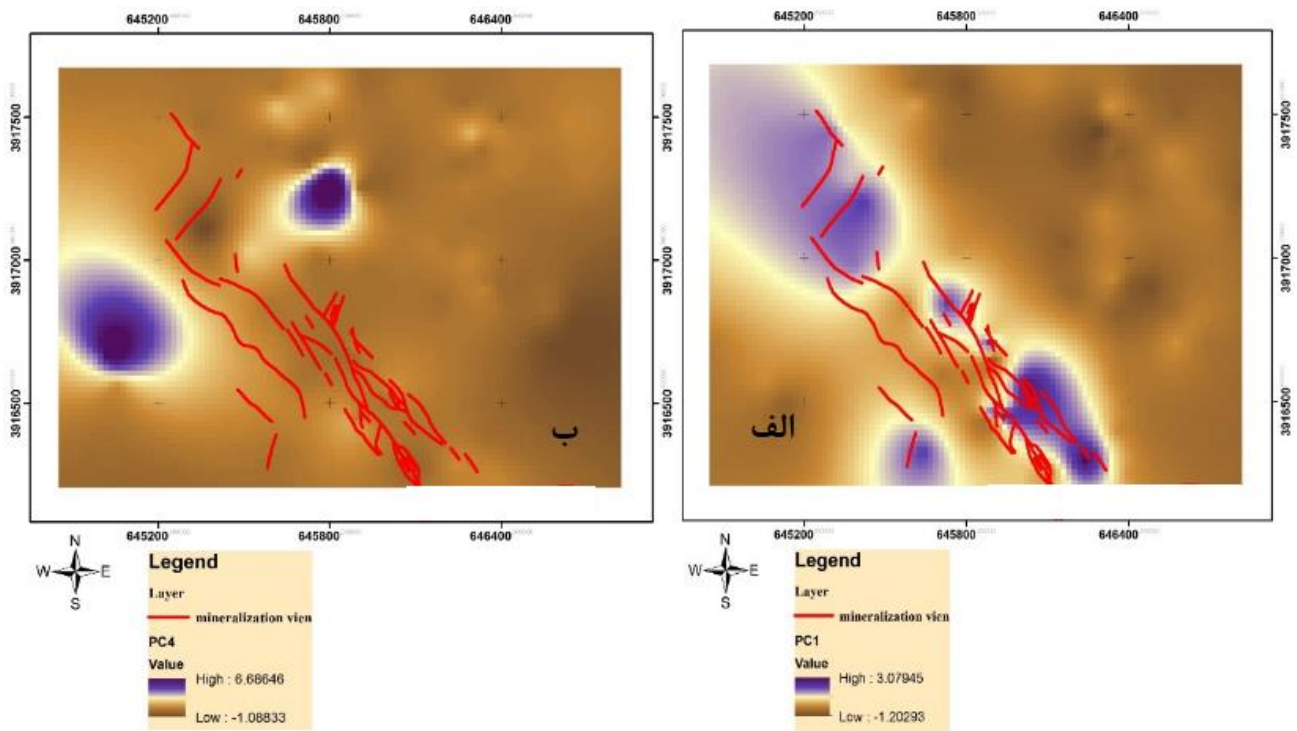 645200 645800 646400
3917500
3917000
3916500
ب
645200 645800 646400
N
W E
S
Legend
Layer
mineralization vien
PC4
Value
High : 6.68646
Low : -1.08833
645200 645800 646400
3917500
3917000
3916500
الف
645200 645800 646400
N
W E
S
Legend
Layer
mineralization vien
PC1
Value
High : 3.07945
Low : -1.20293